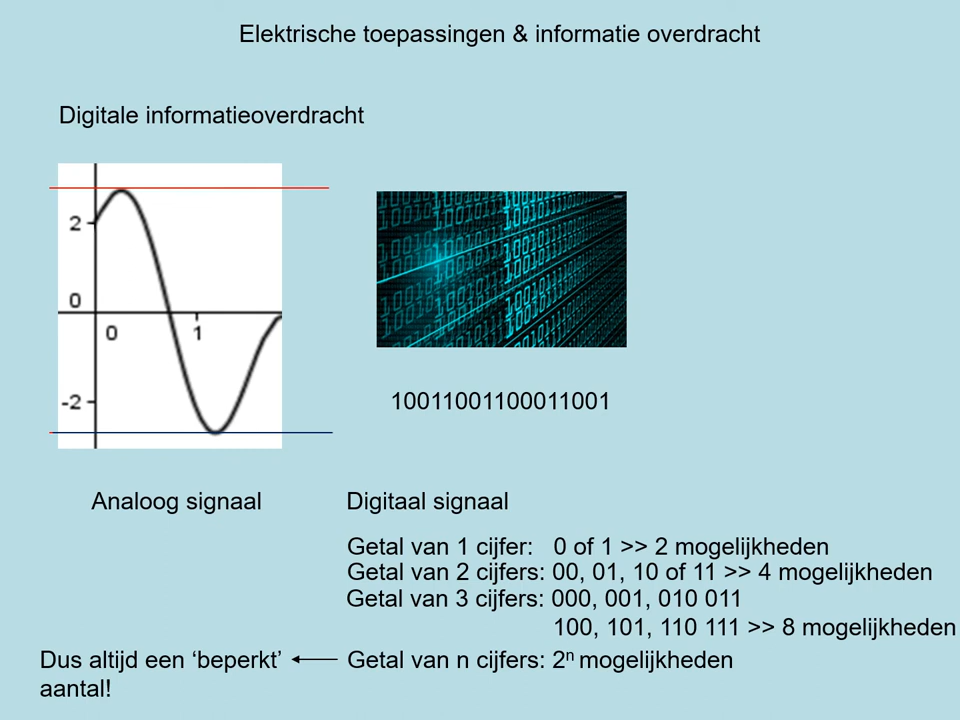 Elektrische toepassingen & informatie overdracht
Digitale informatieoverdracht
2
0
0
1
-2
10011001100011001
Analoog signaal
Digitaal signaal
Getal van 1 cijfer: 0 of 1 >> 2 mogelijkheden
Getal van 2 cijfers: 00, 01, 10 of 11 >> 4 mogelijkheden
Getal van 3 cijfers: 000, 001, 010 011
100, 101, 110 111 >> 8 mogelijkheden
Getal van n cijfers: 2ⁿ mogelijkheden
Dus altijd een ‘beperkt’
aantal!